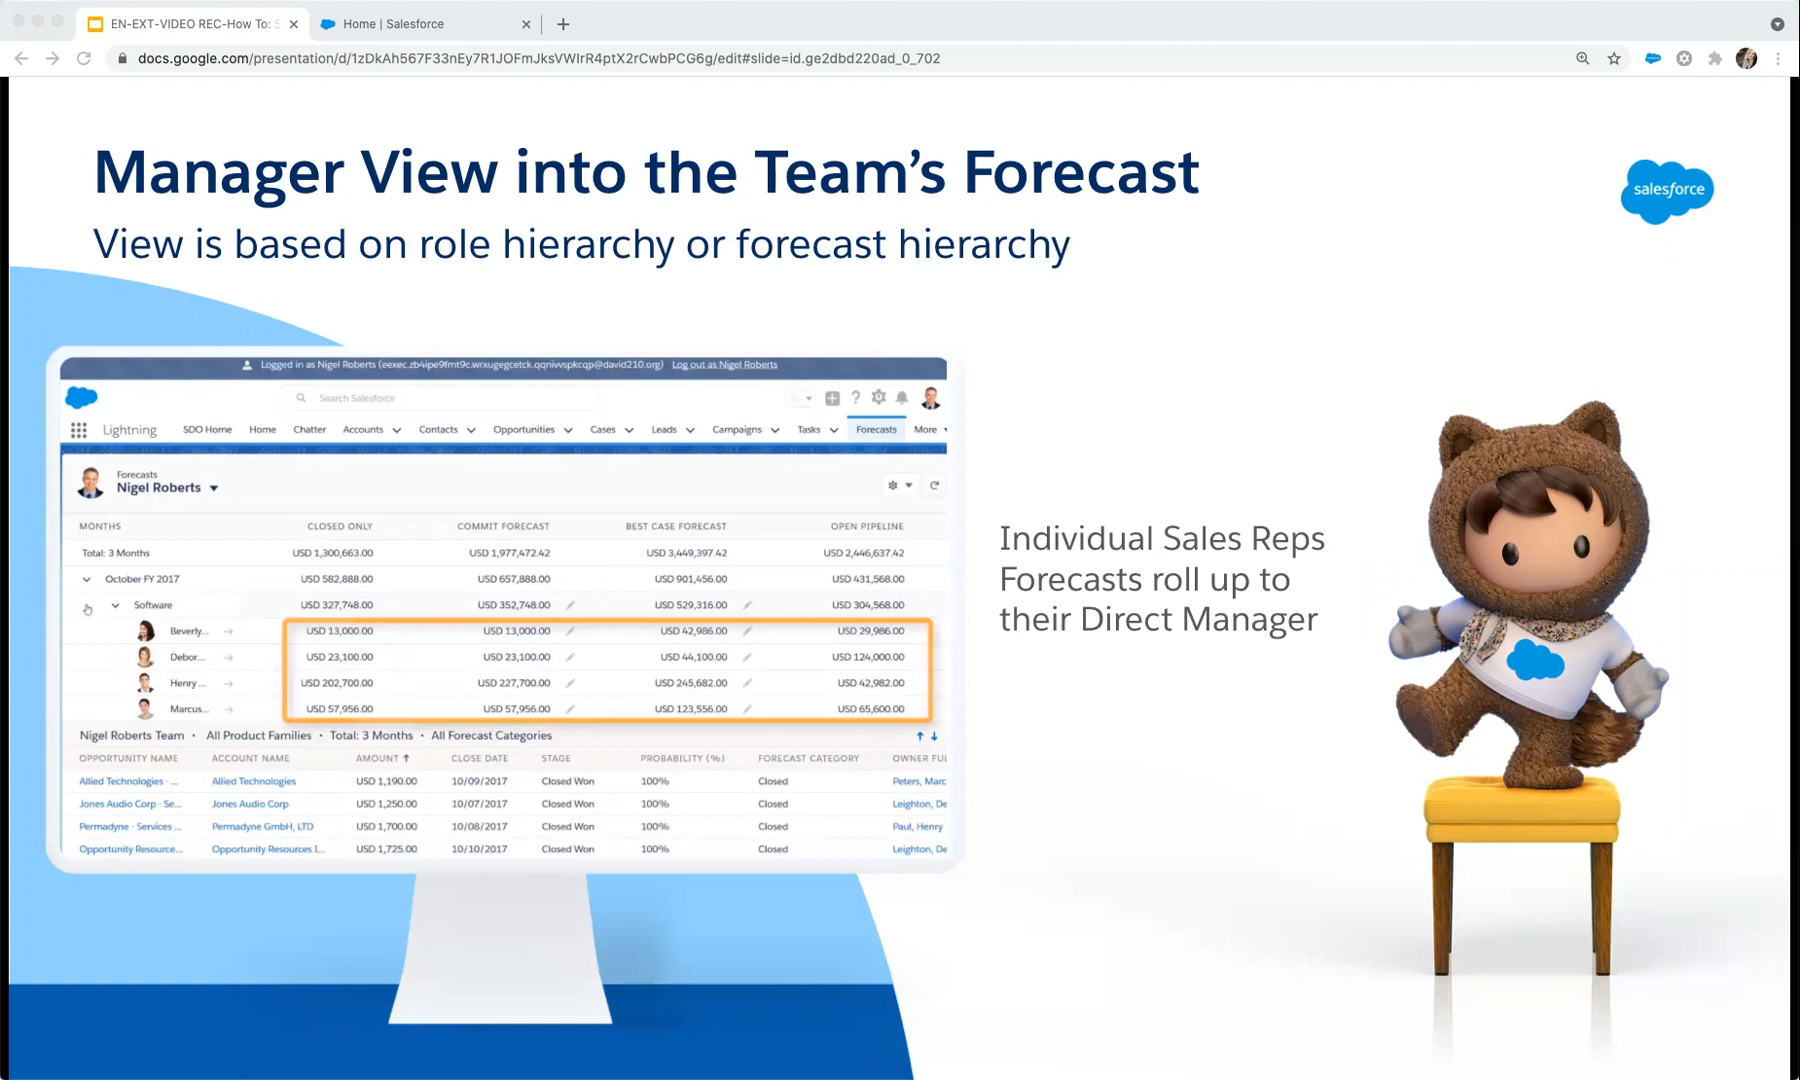 EN-EXT-VIDEO REC-How To: S
Home | Salesforce
docs.google.com/presentation/d/1zDkAh567F33nEy7R1JOFmJksVWIrR4ptX2rCwbPCG6g/edit#slide=id.ge2dbd220ad_0_702
Manager View into the Team’s Forecast
salesforce
View is based on role hierarchy or forecast hierarchy
Logged in as Nigel Roberts (eexec.zb4ipe9fmt9c.wrxugegcetck.qqnivvspkcqp@david210.org) Log out as Nigel Roberts
Search Salesforce
Lightning SDO Home Home Chatter Accounts Contacts Opportunities Cases Leads Campaigns Tasks Forecasts More
Forecasts
Nigel Roberts
MONTHS CLOSED ONLY COMMIT FORECAST BEST CASE FORECAST OPEN PIPELINE
Total: 3 Months USD 1,300,663.00 USD 1,977,472.42 USD 3,449,397.42 USD 2,446,637.42
October FY 2017 USD 582,888.00 USD 657,888.00 USD 901,456.00 USD 431,568.00
Software USD 327,748.00 USD 352,748.00 USD 529,316.00 USD 304,568.00
Beverly... USD 13,000.00 USD 13,000.00 USD 42,986.00 USD 29,986.00
Debor... USD 23,100.00 USD 23,100.00 USD 44,100.00 USD 124,000.00
Henry ... USD 202,700.00 USD 227,700.00 USD 245,682.00 USD 42,982.00
Marcus... USD 57,956.00 USD 57,956.00 USD 123,556.00 USD 65,600.00
Nigel Roberts Team • All Product Families • Total: 3 Months • All Forecast Categories
OPPORTUNITY NAME ACCOUNT NAME AMOUNT CLOSE DATE STAGE PROBABILITY (%) FORECAST CATEGORY OWNER FUL
Allied Technologies - ... Allied Technologies USD 1,190.00 10/09/2017 Closed Won 100% Closed Peters, Marc
Jones Audio Corp - Se... Jones Audio Corp USD 1,250.00 10/07/2017 Closed Won 100% Closed Leighton, De
Permadyne - Services ... Permadyne GmbH, LTD USD 1,700.00 10/08/2017 Closed Won 100% Closed Paul, Henry
Opportunity Resource... Opportunity Resources I... USD 1,725.00 10/10/2017 Closed Won 100% Closed Leighton, De
Individual Sales Reps
Forecasts roll up to
their Direct Manager